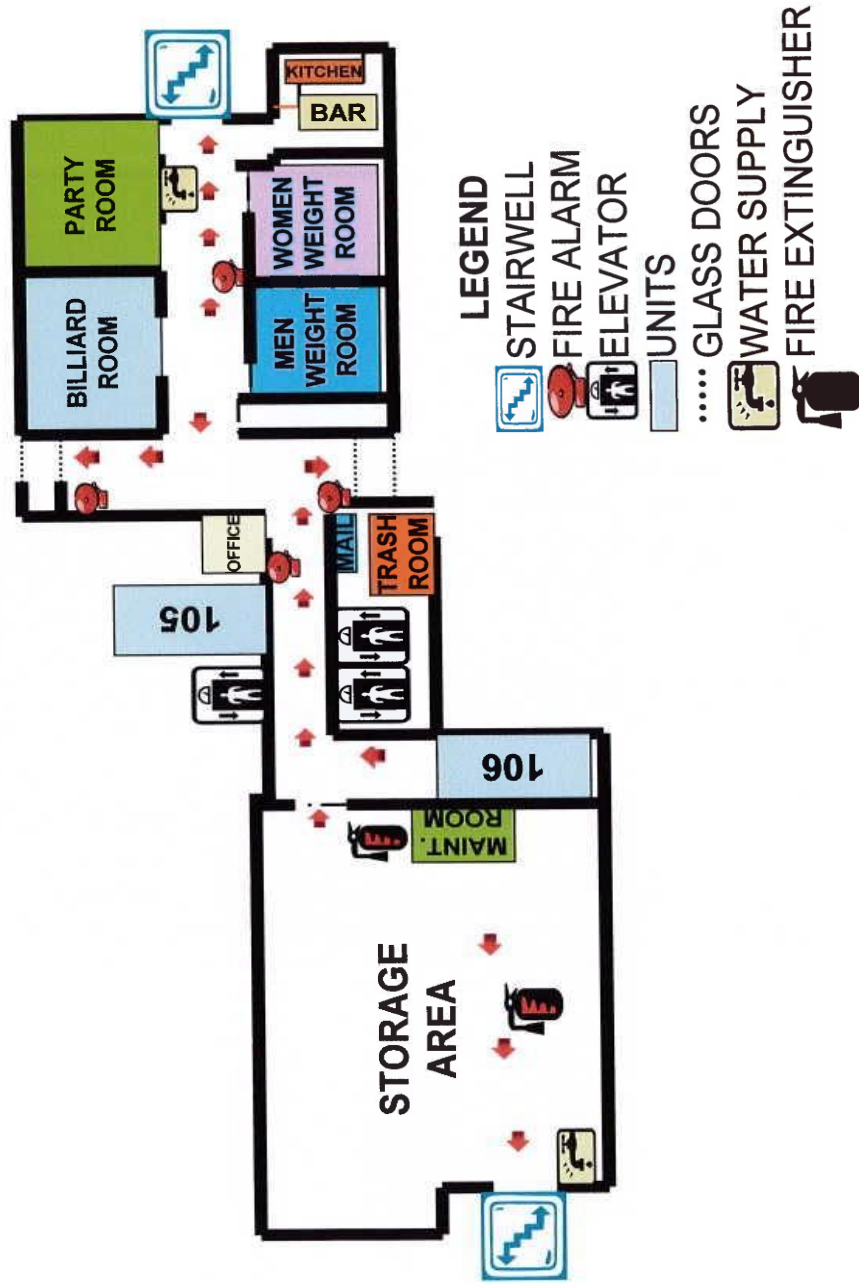 BILLIARD
ROOM
PARTY
ROOM
MEN
WEIGHT
ROOM
WOMEN
WEIGHT
ROOM
KITCHEN
BAR
OFFICE
MAIL
TRASH
ROOM
105
106
MAINT.
ROOM
STORAGE
AREA
LEGEND
STAIRWELL
FIRE ALARM
ELEVATOR
UNITS
GLASS DOORS
WATER SUPPLY
FIRE EXTINGUISHER